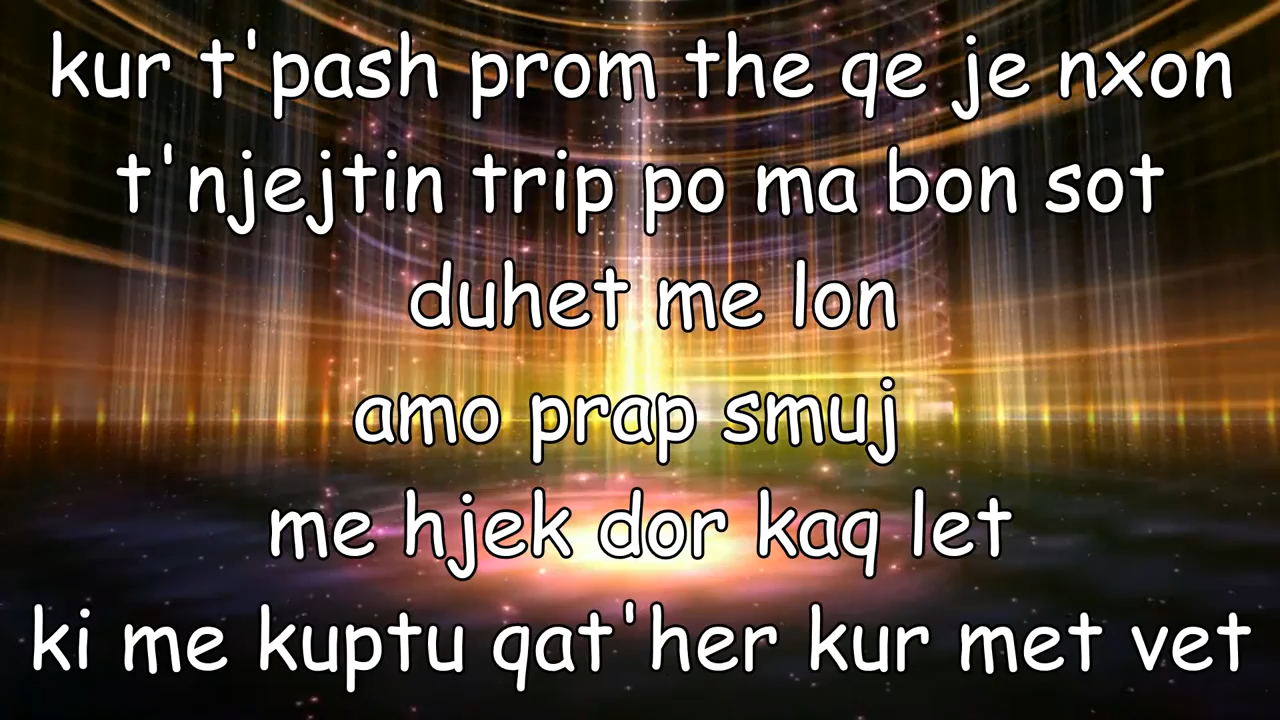 kur t'pash prom the qe je nxon
t'njejtin trip po ma bon sot
duhet me lon
amo prap smuj
me hjek dor kaq let
ki me kuptu qat'her kur met vet